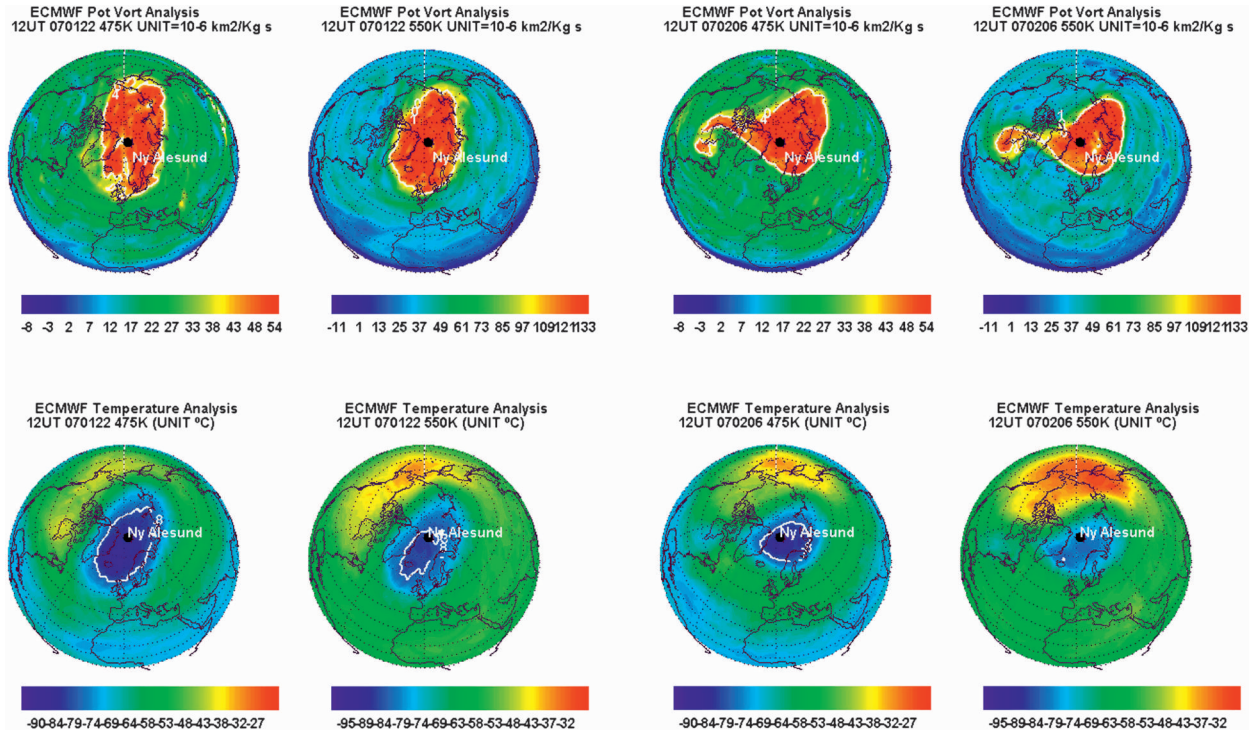 ECMWF Pot Vort Analysis
12UT 070122 475K UNIT=10-6 km2/Kg s
Ny Alesund
-8 -3 2 7 12 17 22 27 33 38 43 48 54
ECMWF Pot Vort Analysis
12UT 070122 550K UNIT=10-6 km2/Kg s
Ny Alesund
-11 1 13 25 37 49 61 73 85 97 109121133
ECMWF Pot Vort Analysis
12UT 070206 475K UNIT=10-6 km2/Kg s
Ny Alesund
-8 -3 2 7 12 17 22 27 33 38 43 48 54
ECMWF Pot Vort Analysis
12UT 070206 550K UNIT=10-6 km2/Kg s
1
Ny Alesund
-11 1 13 25 37 49 61 73 85 97 109121133
ECMWF Temperature Analysis
12UT 070122 475K (UNIT ºC)
Ny Alesund
-90-84-79-74-69-64-58-53-48-43-38-32-27
ECMWF Temperature Analysis
12UT 070122 550K (UNIT ºC)
Ny Alesund
-95-89-84-79-74-69-63-58-53-48-43-37-32
ECMWF Temperature Analysis
12UT 070206 475K (UNIT ºC)
Ny Alesund
-90-84-79-74-69-64-58-53-48-43-38-32-27
ECMWF Temperature Analysis
12UT 070206 550K (UNIT ºC)
Ny Alesund
-95-89-84-79-74-69-63-58-53-48-43-37-32